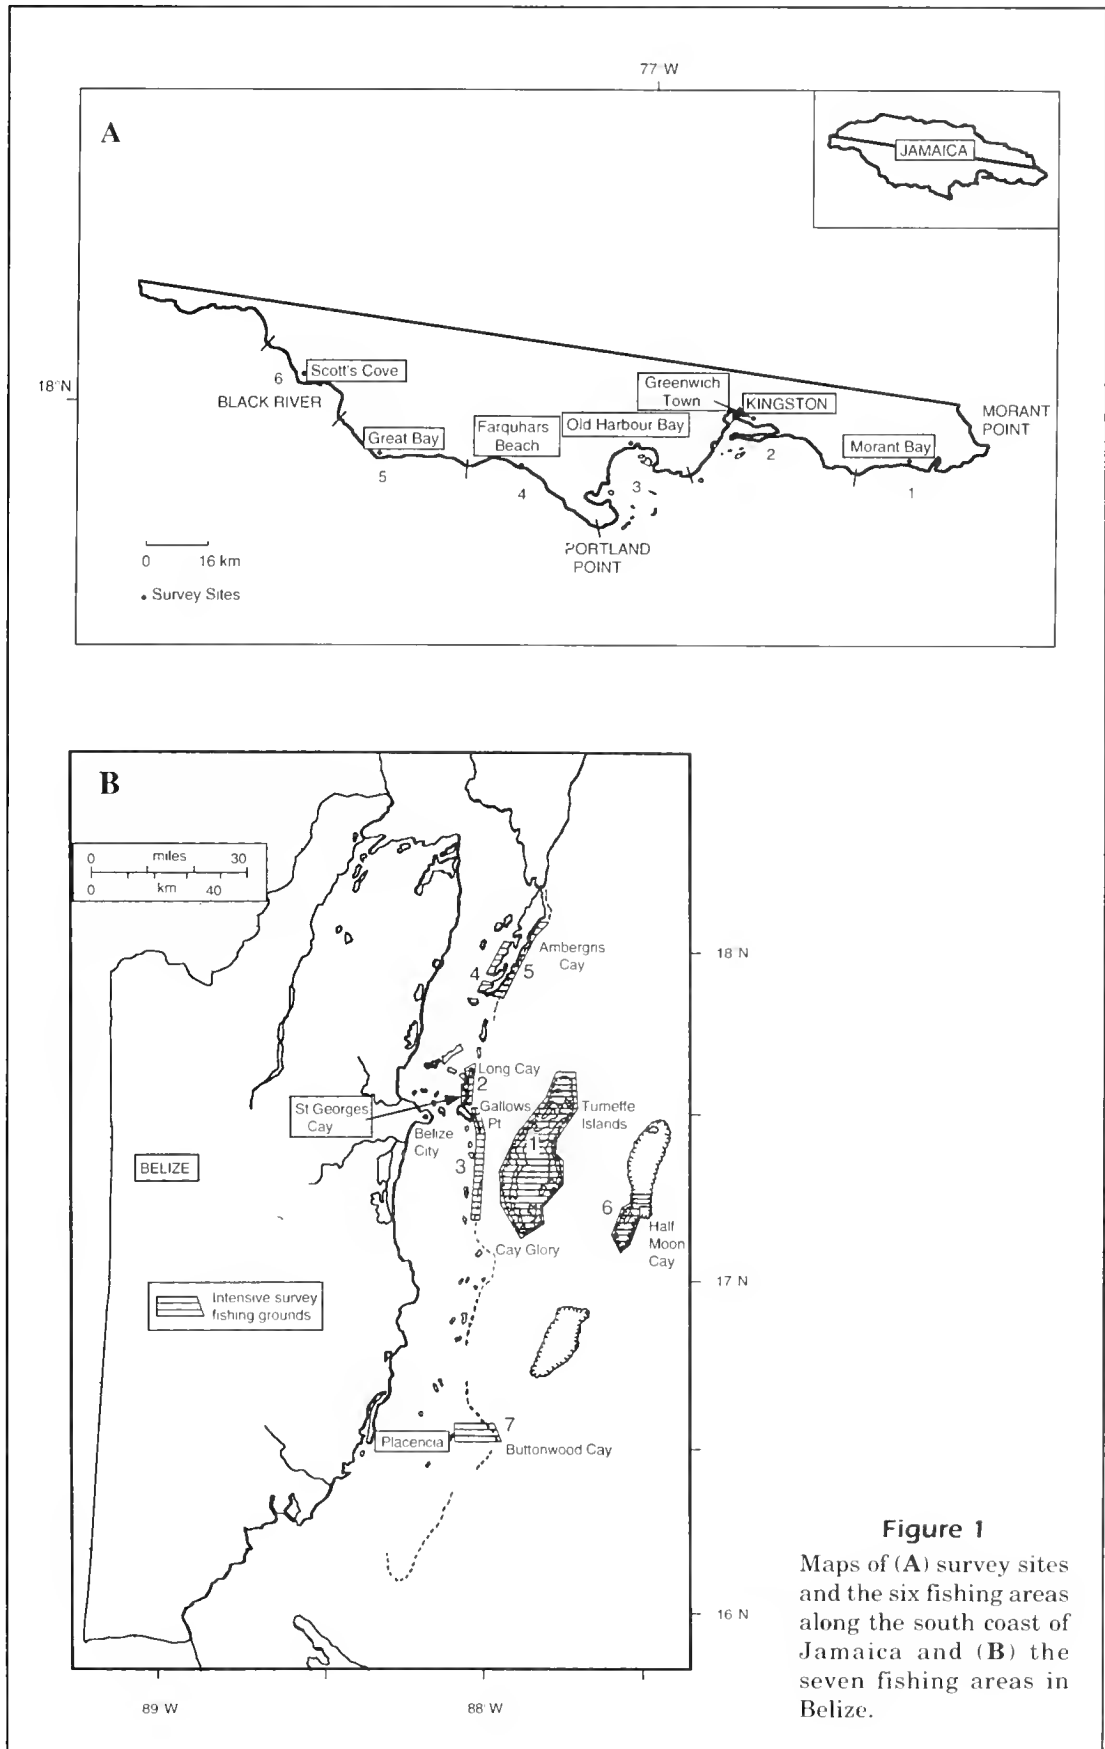 77 W
A
JAMAICA
18°N
6
Scott's Cove
BLACK RIVER
Greenwich
Town
KINGSTON
MORANT
POINT
Great Bay
Farquhars
Beach
Old Harbour Bay
Morant Bay
5
4
3
2
1
PORTLAND
POINT
0 16 km
• Survey Sites
B
0 miles 30
0 km 40
18°N
Ambergris
Cay
4
5
Long Cay
2
St Georges
Cay
Gallows
Pt
Turneffe
Islands
Belize
City
1
3
BELIZE
6
Half
Moon
Cay
Cay Glory
17 N
Intensive survey
fishing grounds
7
Placencia
Buttonwood Cay
16 N
89 W
88 W
Figure 1
Maps of (A) survey sites
and the six fishing areas
along the south coast of
Jamaica and (B) the
seven fishing areas in
Belize.